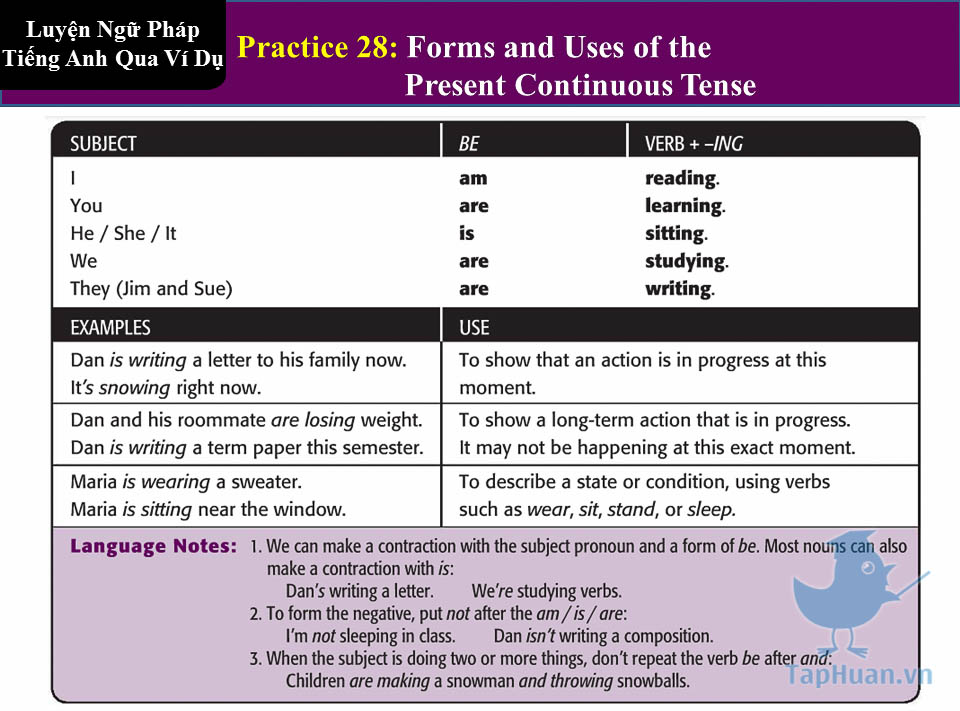 Luyện Ngữ Pháp
Tiếng Anh Qua Ví Dụ
Practice 28: Forms and Uses of the
Present Continuous Tense
SUBJECT BE VERB + –ING
I am reading.
You are learning.
He / She / It is sitting.
We are studying.
They (Jim and Sue) are writing.
EXAMPLES USE
Dan is writing a letter to his family now. To show that an action is in progress at this
It's snowing right now. moment.
Dan and his roommate are losing weight. To show a long-term action that is in progress.
Dan is writing a term paper this semester. It may not be happening at this exact moment.
Maria is wearing a sweater. To describe a state or condition, using verbs
Maria is sitting near the window. such as wear, sit, stand, or sleep.
Language Notes: 1. We can make a contraction with the subject pronoun and a form of be. Most nouns can also
make a contraction with is:
Dan's writing a letter. We're studying verbs.
2. To form the negative, put not after the am / is / are:
I'm not sleeping in class. Dan isn't writing a composition.
3. When the subject is doing two or more things, don't repeat the verb be after and:
Children are making a snowman and throwing snowballs.
TapHuan.vn